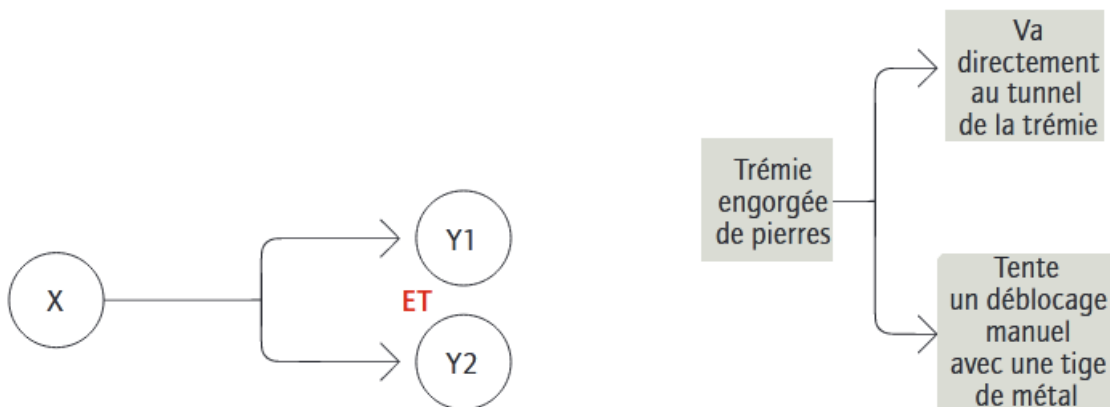 X
Y1
ET
Y2
Trémie
engorgée
de pierres
Va
directement
au tunnel
de la trémie
Tente
un déblocage
manuel
avec une tige
de métal